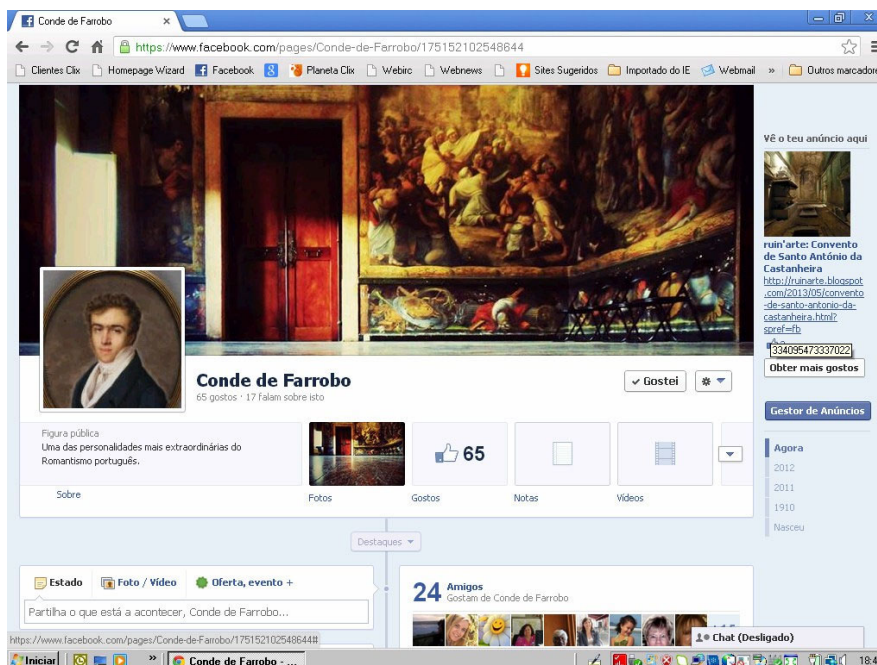 Conde de Farrobo
https://www.facebook.com/pages/Conde-de-Farrobo/175152102548644
Clientes Clix Homepage Wizard Facebook Planeta Clix Webirc Webnews Sites Sugeridos Importado do IE Webmail » Outros marcadore
Vê o teu anúncio aqui
ruin'arte: Convento
de Santo António da
Castanheira
http://ruinarte.blogspot
.com/2013/05/convento
-de-santo-antonio-da-
castanheira.html?
spref=fb
334095473337022
Obter mais gostos
Gestor de Anúncios
Agora
2012
2011
1910
Nasceu
Conde de Farrobo
65 gostos · 17 falam sobre isto
Gostei
Figura pública
Uma das personalidades mais extraordinárias do
Romantismo português.
Sobre
Fotos
65
Gostos
Notas
Vídeos
Destaques
Estado Foto / Vídeo Oferta, evento +
Partilha o que está a acontecer, Conde de Farrobo...
24 Amigos
Gostam de Conde de Farrobo
Chat (Desligado)
https://www.facebook.com/pages/Conde-de-Farrobo/175152102548644#
Iniciar » Conde de Farrobo - ... 18:4